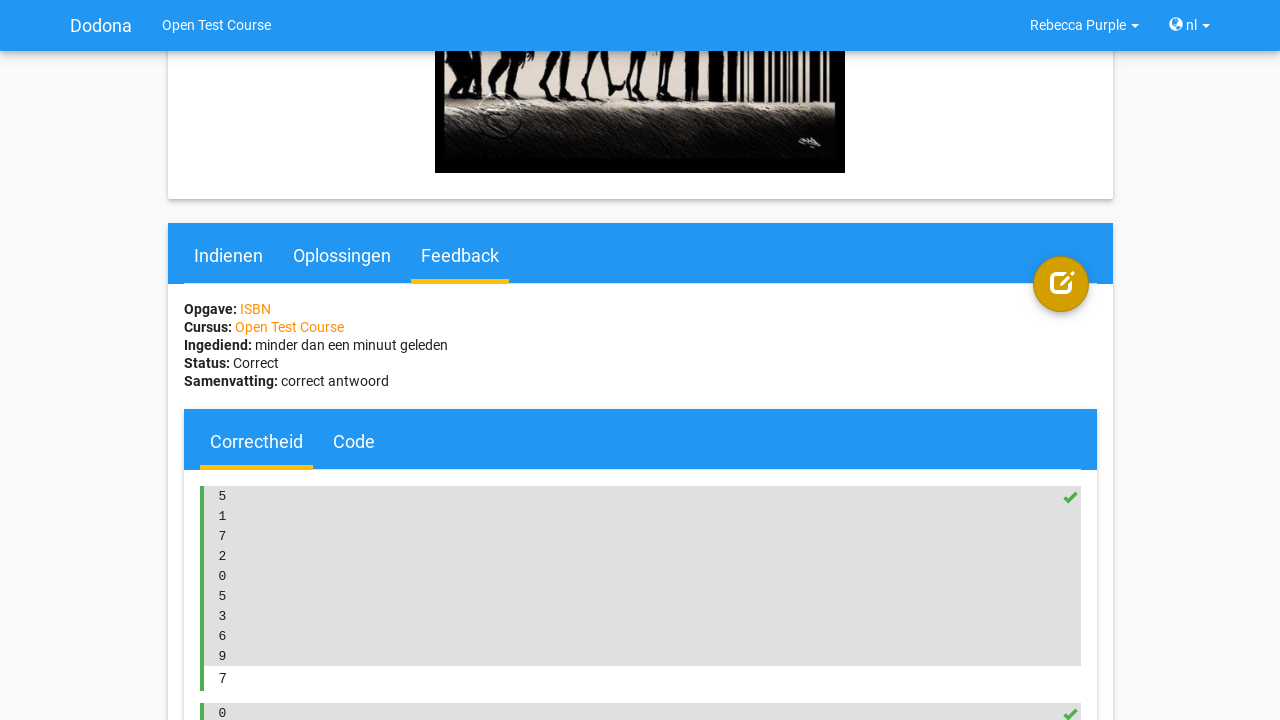 Dodona Open Test Course Rebecca Purple nl
Indienen Oplossingen Feedback
Opgave: ISBN
Cursus: Open Test Course
Ingediend: minder dan een minuut geleden
Status: Correct
Samenvatting: correct antwoord
Correctheid Code
5
1
7
2
0
5
3
6
9
7
0